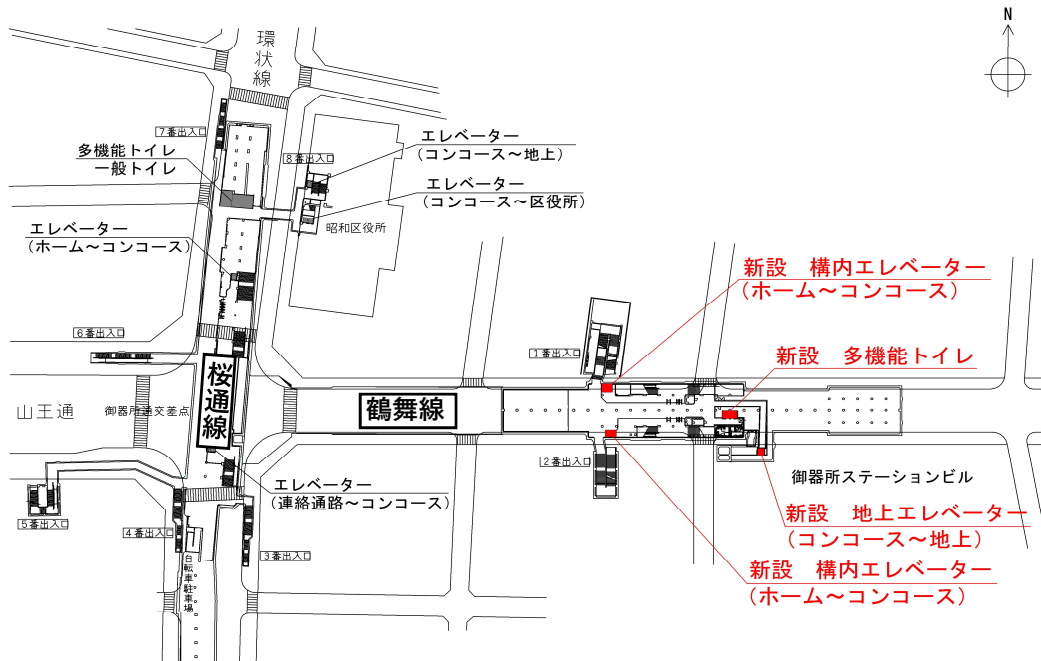 N
環状線
7番出入口
多機能トイレ
一般トイレ
8番出入口
エレベーター
(コンコース～地上)
エレベーター
(コンコース～区役所)
昭和区役所
エレベーター
(ホーム～コンコース)
新設　構内エレベーター
(ホーム～コンコース)
6番出入口
1番出入口
新設　多機能トイレ
桜通線
鶴舞線
山王通
御器所通交差点
2番出入口
御器所ステーションビル
エレベーター
(連絡通路～コンコース)
新設　地上エレベーター
(コンコース～地上)
5番出入口
4番出入口
3番出入口
自転車駐車場
新設　構内エレベーター
(ホーム～コンコース)